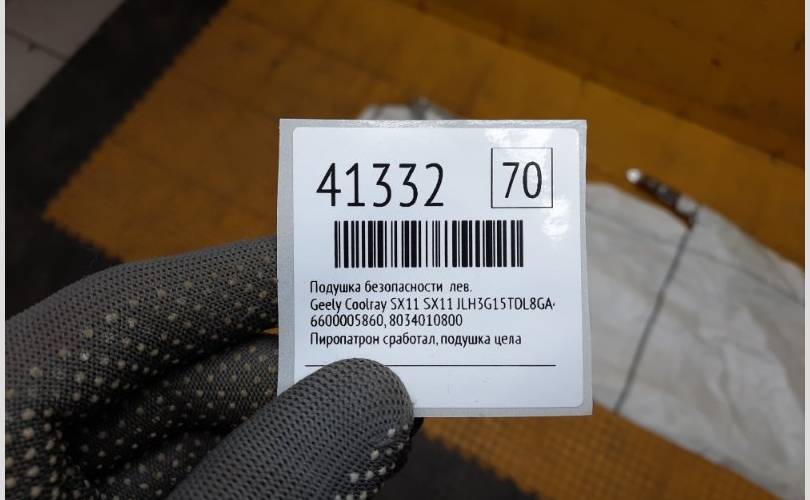 41332 70
Подушка безопасности лев.
Geely Coolray SX11 SX11 JLH3G15TDL8GA-
6600005860, 8034010800
Пиропатрон сработал, подушка цела